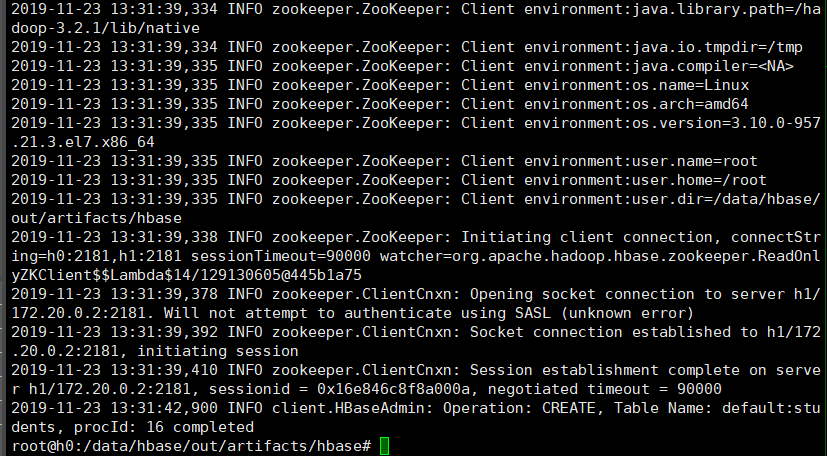 2019-11-23 13:31:39,334 INFO zookeeper.ZooKeeper: Client environment:java.library.path=/ha
doop-3.2.1/lib/native
2019-11-23 13:31:39,334 INFO zookeeper.ZooKeeper: Client environment:java.io.tmpdir=/tmp
2019-11-23 13:31:39,335 INFO zookeeper.ZooKeeper: Client environment:java.compiler=<NA>
2019-11-23 13:31:39,335 INFO zookeeper.ZooKeeper: Client environment:os.name=Linux
2019-11-23 13:31:39,335 INFO zookeeper.ZooKeeper: Client environment:os.arch=amd64
2019-11-23 13:31:39,335 INFO zookeeper.ZooKeeper: Client environment:os.version=3.10.0-957
.21.3.el7.x86_64
2019-11-23 13:31:39,335 INFO zookeeper.ZooKeeper: Client environment:user.name=root
2019-11-23 13:31:39,335 INFO zookeeper.ZooKeeper: Client environment:user.home=/root
2019-11-23 13:31:39,335 INFO zookeeper.ZooKeeper: Client environment:user.dir=/data/hbase/
out/artifacts/hbase
2019-11-23 13:31:39,338 INFO zookeeper.ZooKeeper: Initiating client connection, connectStr
ing=h0:2181,h1:2181 sessionTimeout=90000 watcher=org.apache.hadoop.hbase.zookeeper.ReadOnl
yZKClient$$Lambda$14/129130605@445b1a75
2019-11-23 13:31:39,378 INFO zookeeper.ClientCnxn: Opening socket connection to server h1/
172.20.0.2:2181. Will not attempt to authenticate using SASL (unknown error)
2019-11-23 13:31:39,392 INFO zookeeper.ClientCnxn: Socket connection established to h1/172
.20.0.2:2181, initiating session
2019-11-23 13:31:39,410 INFO zookeeper.ClientCnxn: Session establishment complete on serve
r h1/172.20.0.2:2181, sessionid = 0x16e846c8f8a000a, negotiated timeout = 90000
2019-11-23 13:31:42,900 INFO client.HBaseAdmin: Operation: CREATE, Table Name: default:stu
dents, procId: 16 completed
root@h0:/data/hbase/out/artifacts/hbase#